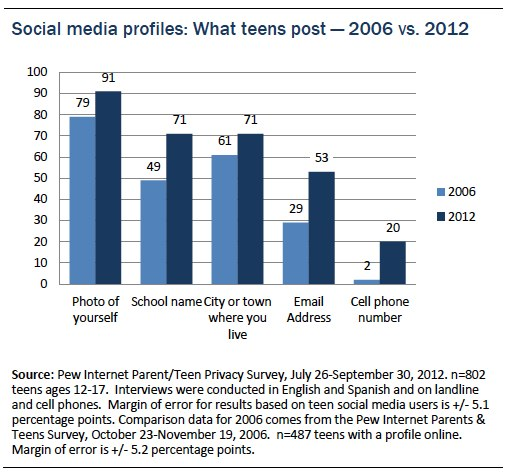 Social media profiles: What teens post — 2006 vs. 2012
100
90
80
70
60
50
40
30
20
10
0
79
91
49
71
61
71
29
53
2
20
2006
2012
Photo of
yourself
School name
City or town
where you
live
Email
Address
Cell phone
number
Source: Pew Internet Parent/Teen Privacy Survey, July 26-September 30, 2012. n=802
teens ages 12-17.  Interviews were conducted in English and Spanish and on landline
and cell phones.  Margin of error for results based on teen social media users is +/- 5.1
percentage points. Comparison data for 2006 comes from the Pew Internet Parents &
Teens Survey, October 23-November 19, 2006.  n=487 teens with a profile online.
Margin of error is +/- 5.2 percentage points.